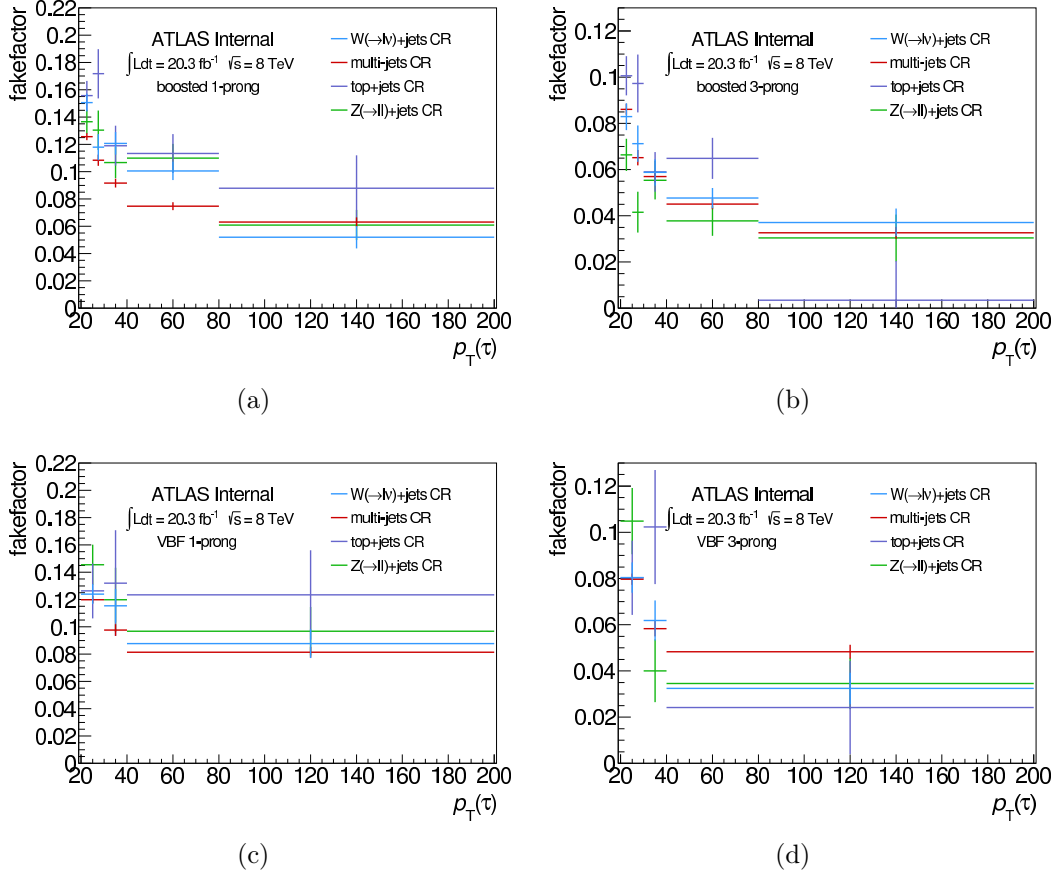 fakefactor
0.22
0.2
0.18
0.16
0.14
0.12
0.1
0.08
0.06
0.04
0.02
0
ATLAS Internal
∫Ldt = 20.3 fb⁻¹ √s = 8 TeV
boosted 1-prong
W(→lν)+jets CR
multi-jets CR
top+jets CR
Z(→ll)+jets CR
20 40 60 80 100 120 140 160 180 200
p_T(τ)
(a)
fakefactor
0.12
0.1
0.08
0.06
0.04
0.02
0
ATLAS Internal
∫Ldt = 20.3 fb⁻¹ √s = 8 TeV
boosted 3-prong
W(→lν)+jets CR
multi-jets CR
top+jets CR
Z(→ll)+jets CR
20 40 60 80 100 120 140 160 180 200
p_T(τ)
(b)
fakefactor
0.22
0.2
0.18
0.16
0.14
0.12
0.1
0.08
0.06
0.04
0.02
0
ATLAS Internal
∫Ldt = 20.3 fb⁻¹ √s = 8 TeV
VBF 1-prong
W(→lν)+jets CR
multi-jets CR
top+jets CR
Z(→ll)+jets CR
20 40 60 80 100 120 140 160 180 200
p_T(τ)
(c)
fakefactor
0.12
0.1
0.08
0.06
0.04
0.02
0
ATLAS Internal
∫Ldt = 20.3 fb⁻¹ √s = 8 TeV
VBF 3-prong
W(→lν)+jets CR
multi-jets CR
top+jets CR
Z(→ll)+jets CR
20 40 60 80 100 120 140 160 180 200
p_T(τ)
(d)